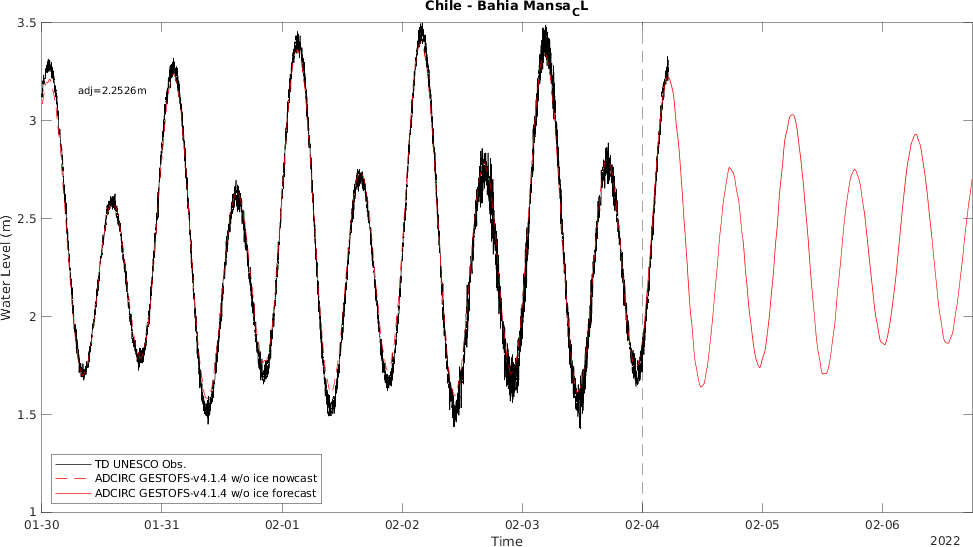 Chile - Bahia Mansa_CL
3.5
adj=2.2526m
3
2.5
Water Level (m)
2
1.5
TD UNESCO Obs.
ADCIRC GESTOFS-v4.1.4 w/o ice nowcast
ADCIRC GESTOFS-v4.1.4 w/o ice forecast
1
01-30 01-31 02-01 02-02 02-03 02-04 02-05 02-06
Time
2022